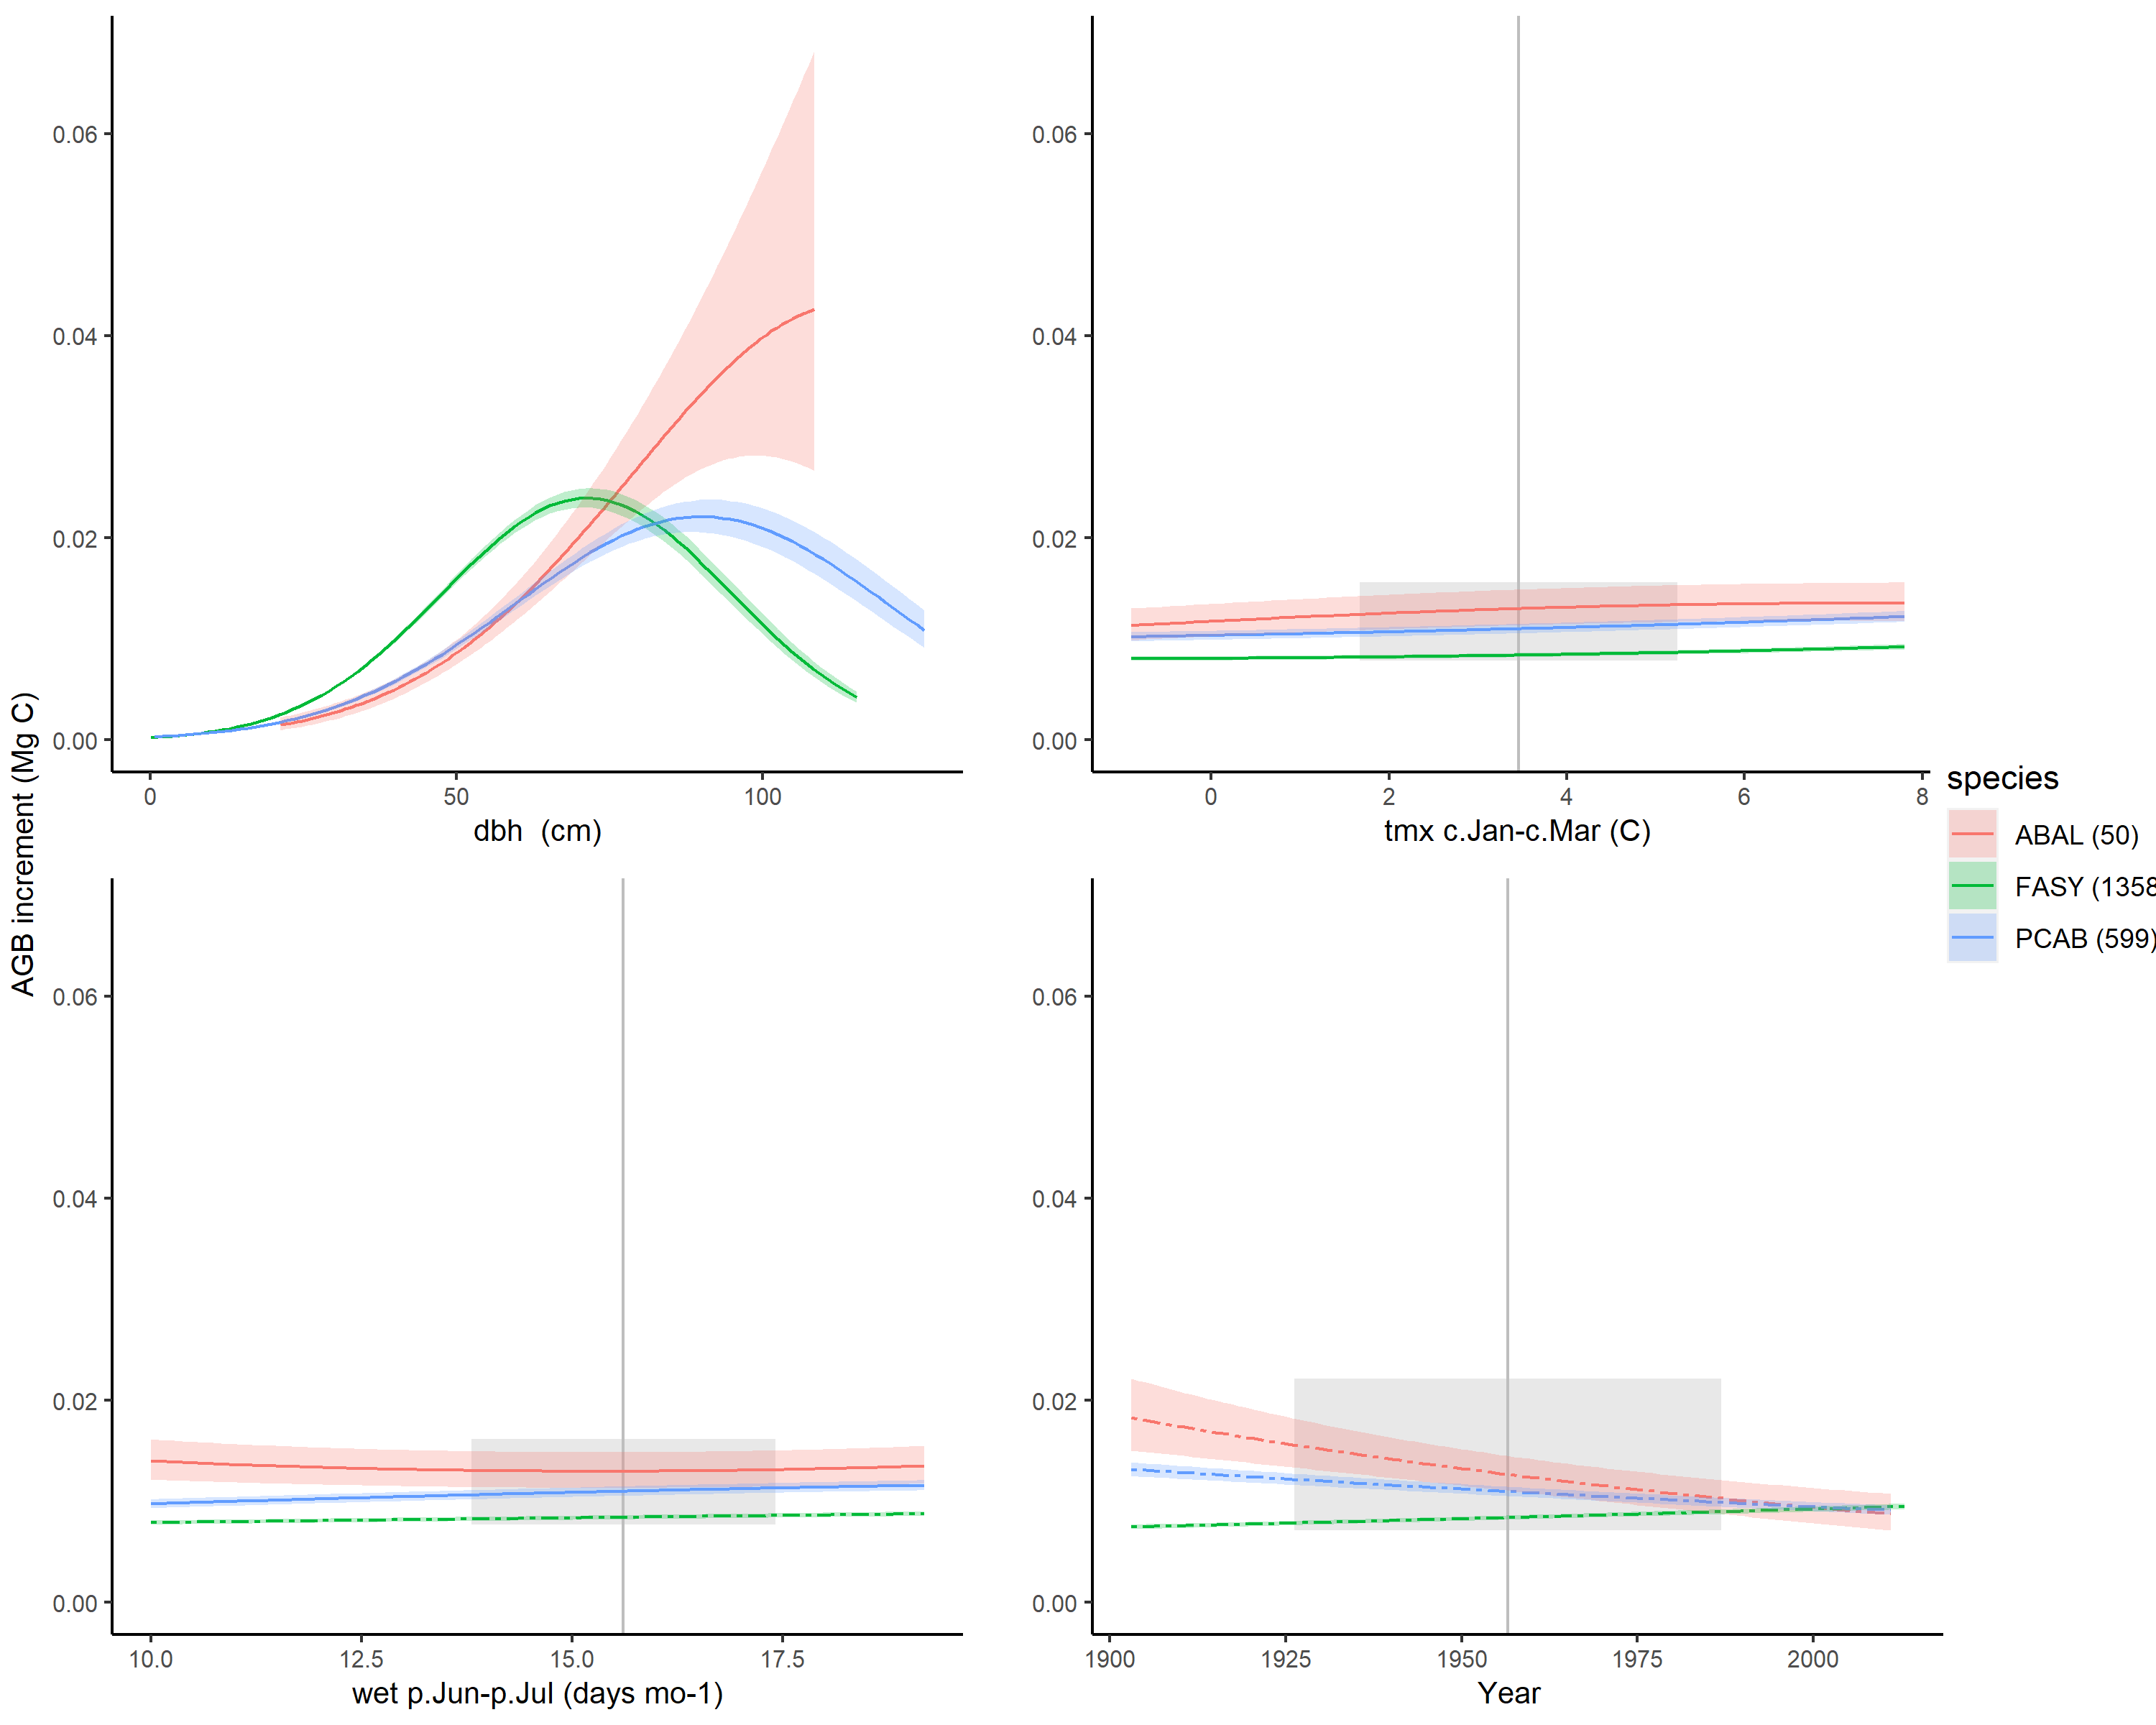 0.06
0.04
0.02
0.00
0 50 100
dbh (cm)
0.06
0.04
0.02
0.00
0 2 4 6 8
tmx c.Jan-c.Mar (C)
AGB increment (Mg C)
species
ABAL (50)
FASY (1358
PCAB (599)
0.06
0.04
0.02
0.00
10.0 12.5 15.0 17.5
wet p.Jun-p.Jul (days mo-1)
0.06
0.04
0.02
0.00
1900 1925 1950 1975 2000
Year